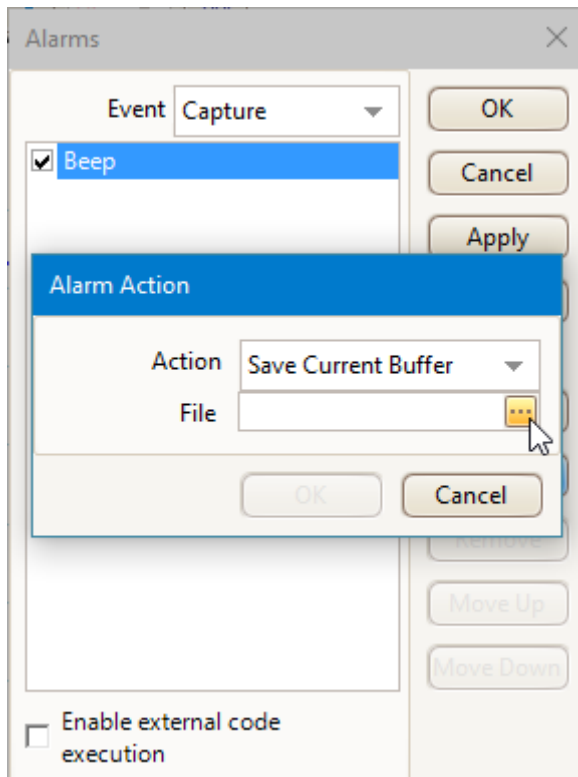 Alarms
Event Capture
OK
Beep
Cancel
Apply
Alarm Action
Action Save Current Buffer
File
OK Cancel
Remove
Move Up
Move Down
Enable external code
execution